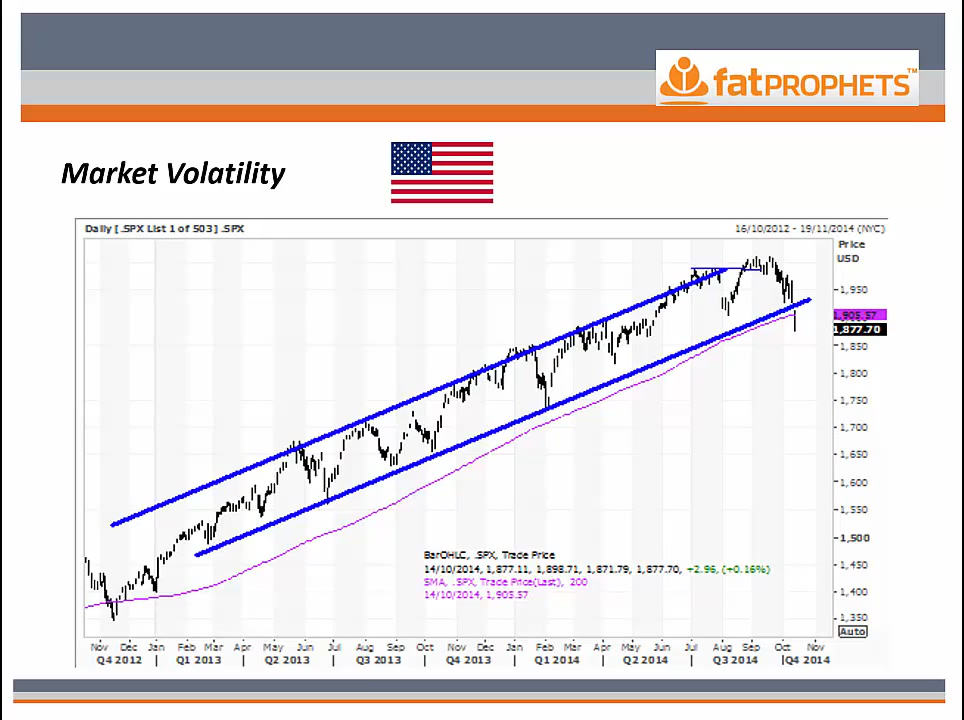 fatPROPHETS™
Market Volatility
Daily [.SPX List 1 of 503] .SPX
16/10/2012 - 19/11/2014 (NYC)
Price
USD
1,950
1,905.57
1,877.70
1,850
1,800
1,750
1,700
1,650
1,600
1,550
1,500
1,450
1,400
1,350
Auto
BarOHLC, .SPX, Trade Price
14/10/2014, 1,877.11, 1,898.71, 1,871.79, 1,877.70, +2.96, (+0.16%)
SMA, .SPX, Trade Price(Last), 200
14/10/2014, 1,905.57
Nov Dec Jan Feb Mar Apr May Jun Jul Aug Sep Oct Nov Dec Jan Feb Mar Apr May Jun Jul Aug Sep Oct Nov
Q4 2012 Q1 2013 Q2 2013 Q3 2013 Q4 2013 Q1 2014 Q2 2014 Q3 2014 Q4 2014